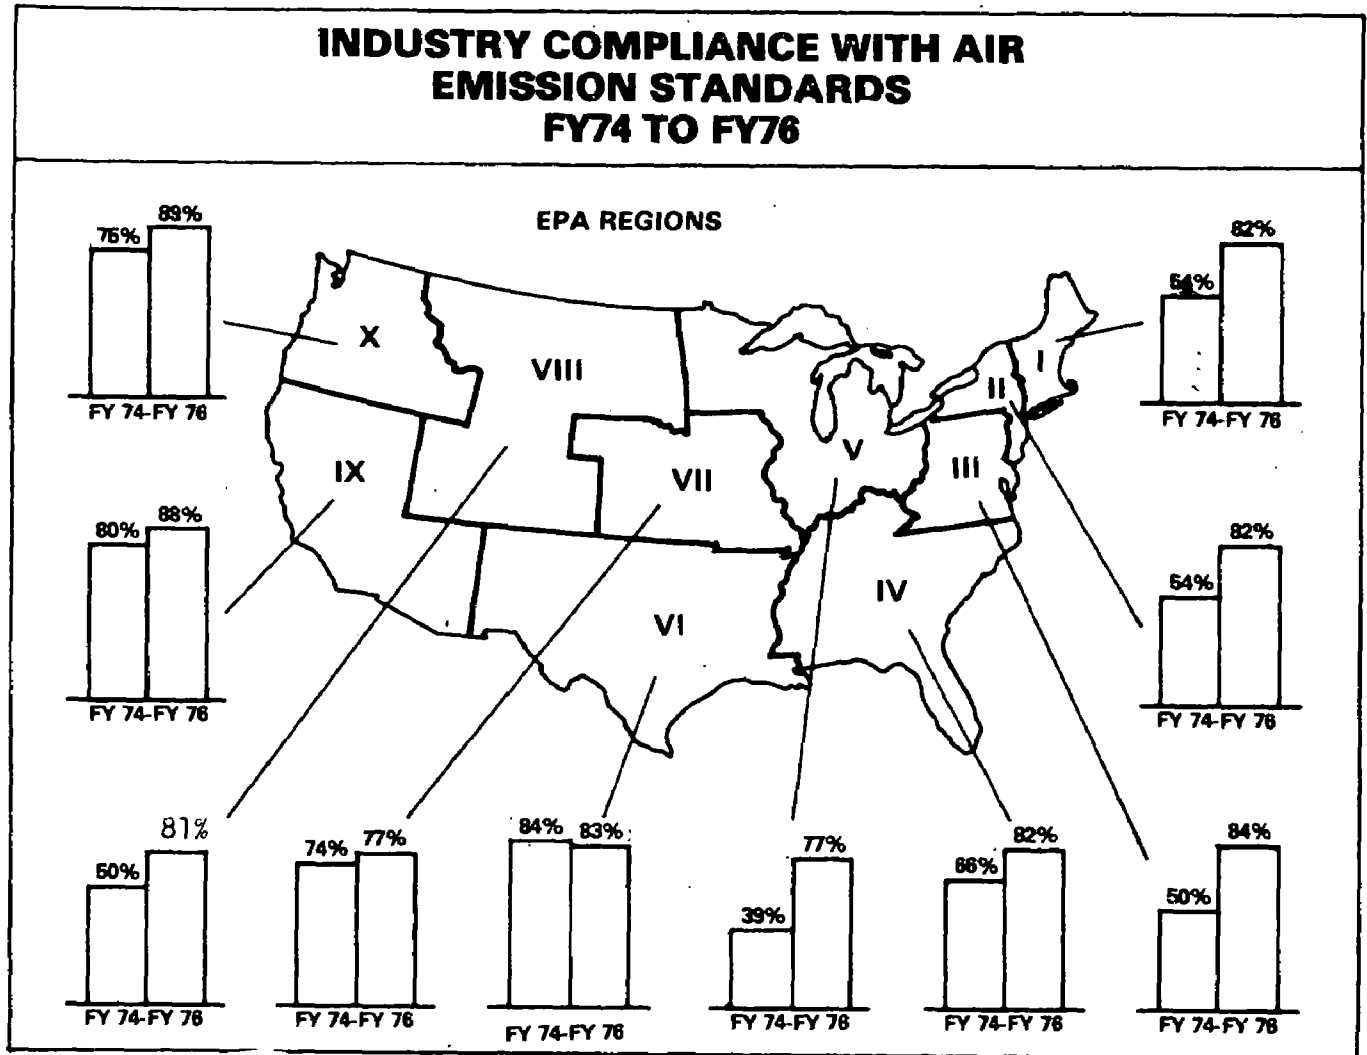 INDUSTRY COMPLIANCE WITH AIR
EMISSION STANDARDS
FY74 TO FY76
EPA REGIONS
75%
89%
FY 74-FY 76
54%
82%
FY 74-FY 76
X
VIII
I
II
IX
VII
V
III
80%
88%
FY 74-FY 76
54%
82%
FY 74-FY 76
VI
IV
81%
FY 74-FY 76
74%
77%
FY 74-FY 76
84%
83%
FY 74-FY 76
39%
77%
FY 74-FY 76
66%
82%
FY 74-FY 76
50%
84%
FY 74-FY 76